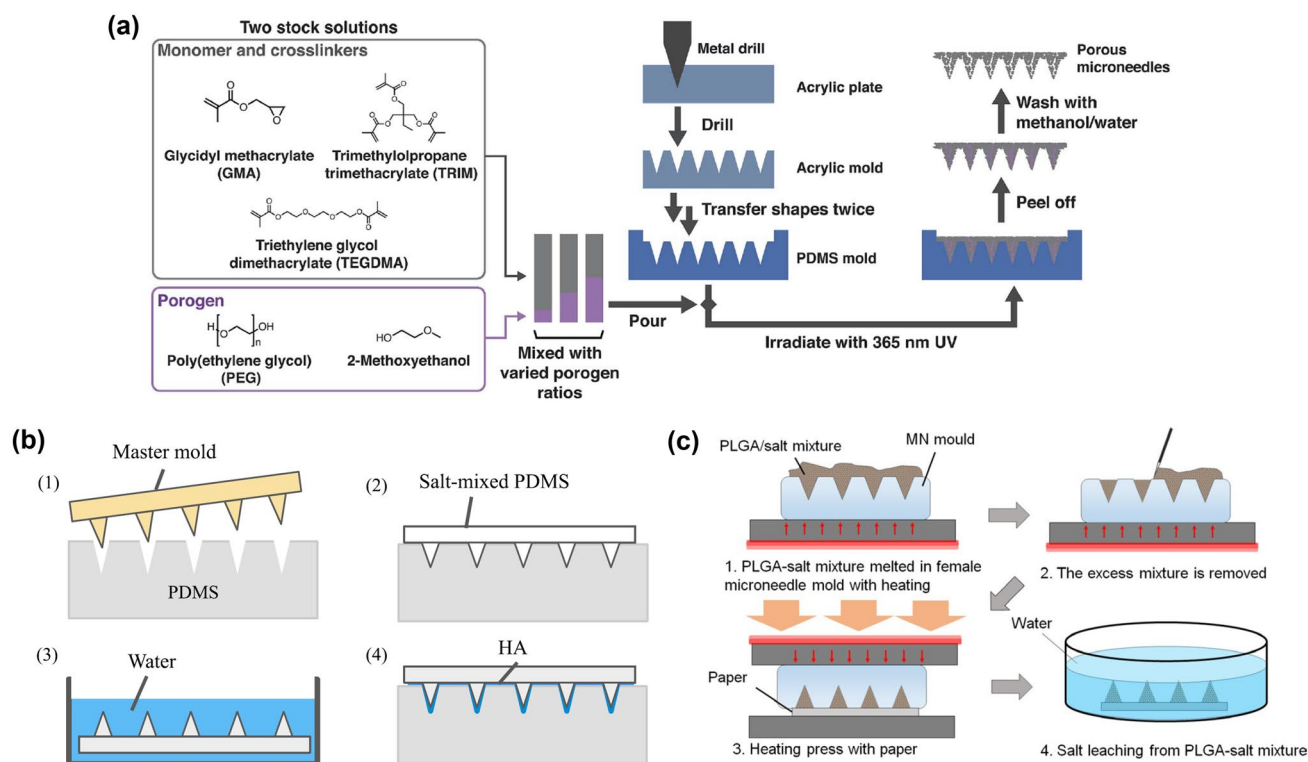 (a)
Two stock solutions
Monomer and crosslinkers
O
O
O
Glycidyl methacrylate
(GMA)
O
O
O
O
O
O
Trimethylolpropane
trimethacrylate (TRIM)
O
O
O
O
O
O
Triethylene glycol
dimethacrylate (TEGDMA)
Porogen
H
O
OH
n
Poly(ethylene glycol)
(PEG)
HO
O
2-Methoxyethanol
Mixed with
varied porogen
ratios
Pour
Metal drill
Acrylic plate
Drill
Acrylic mold
Transfer shapes twice
PDMS mold
Irradiate with 365 nm UV
Porous
microneedles
Wash with
methanol/water
Peel off
(b)
(1)
Master mold
PDMS
(2)
Salt-mixed PDMS
(3)
Water
(4)
HA
(c)
PLGA/salt mixture
MN mould
1. PLGA-salt mixture melted in female
microneedle mold with heating
2. The excess mixture is removed
Paper
3. Heating press with paper
Water
4. Salt leaching from PLGA-salt mixture